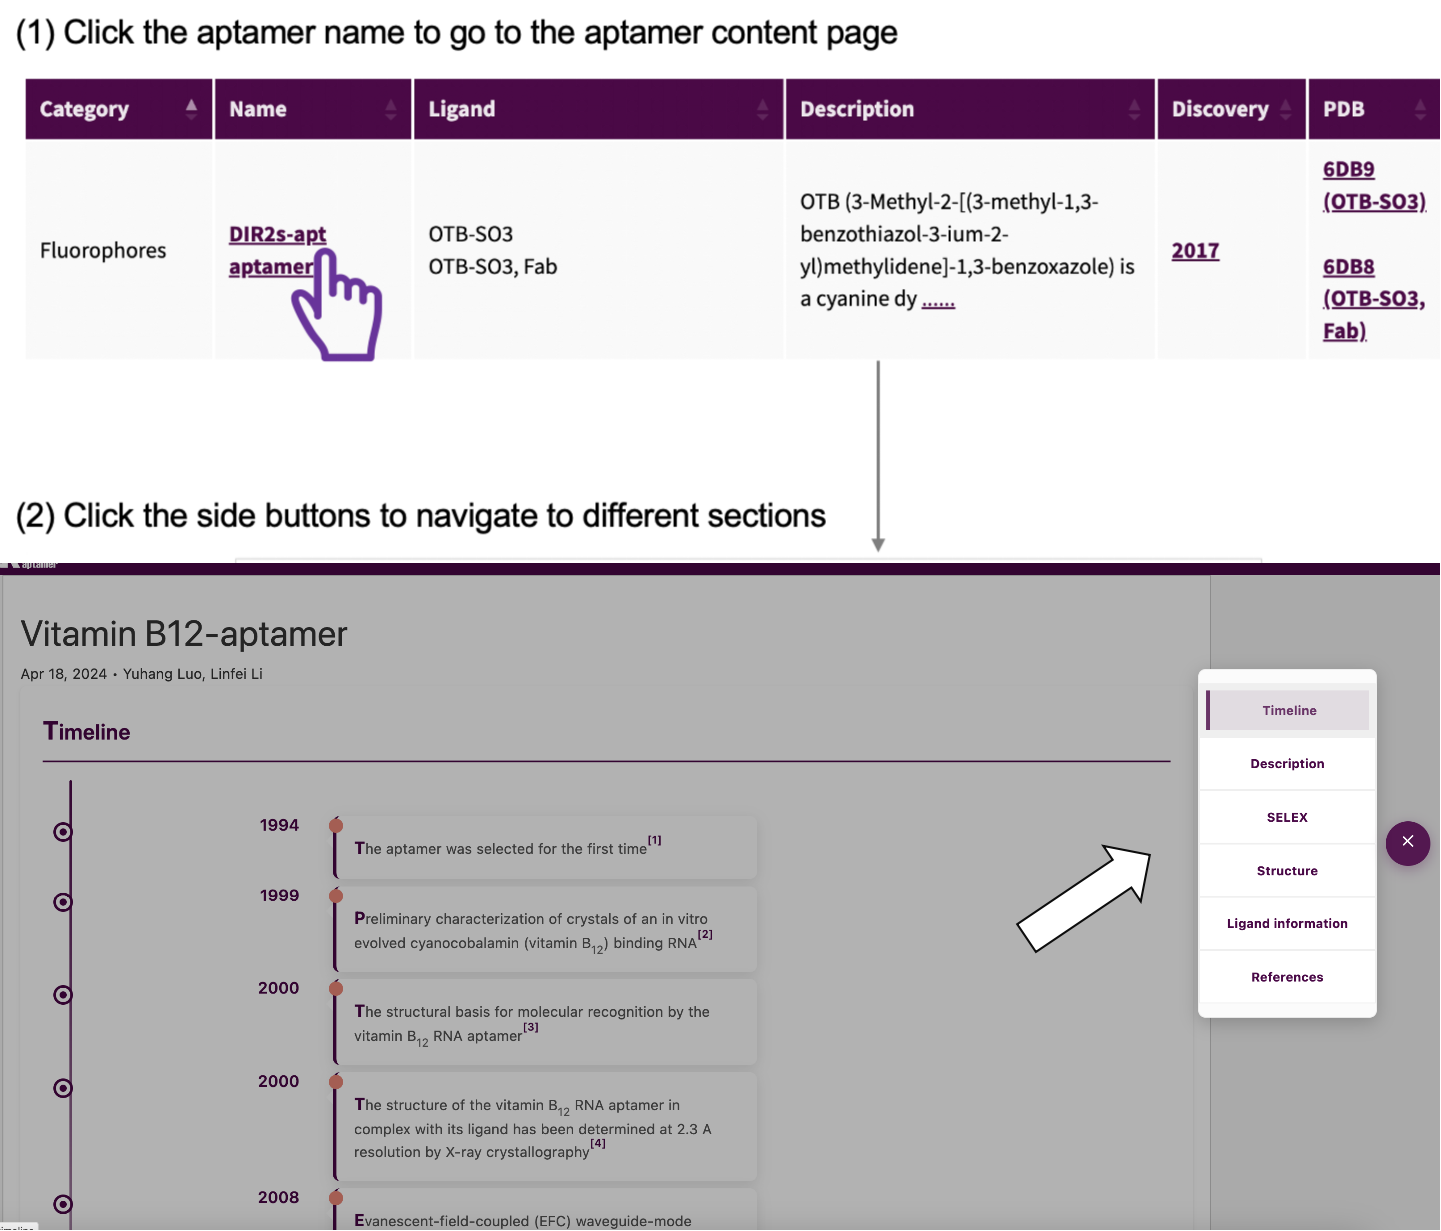 (1) Click the aptamer name to go to the aptamer content page
Category Name Ligand Description Discovery PDB
Fluorophores
DIR2s-apt
aptamer
OTB-SO3
OTB-SO3, Fab
OTB (3-Methyl-2-[(3-methyl-1,3-
benzothiazol-3-ium-2-
yl)methylidene]-1,3-benzoxazole) is
a cyanine dy ......
2017
6DB9
(OTB-SO3)
6DB8
(OTB-SO3,
Fab)
(2) Click the side buttons to navigate to different sections
aptamer
Vitamin B12-aptamer
Apr 18, 2024 • Yuhang Luo, Linfei Li
Timeline
1994
The aptamer was selected for the first time[1]
1999
Preliminary characterization of crystals of an in vitro
evolved cyanocobalamin (vitamin B12) binding RNA[2]
2000
The structural basis for molecular recognition by the
vitamin B12 RNA aptamer[3]
2000
The structure of the vitamin B12 RNA aptamer in
complex with its ligand has been determined at 2.3 A
resolution by X-ray crystallography[4]
2008
Evanescent-field-coupled (EFC) waveguide-mode
Timeline
Description
SELEX
Structure
Ligand information
References